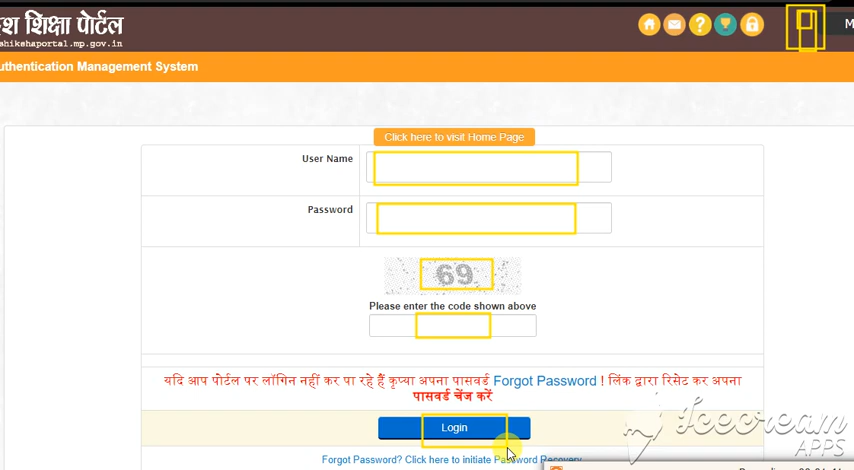 श शिक्षा पोर्टल
shikshaportal.mp.gov.in
M
uthentication Management System
Click here to visit Home Page
User Name
Password
69
Please enter the code shown above
यदि आप पोर्टल पर लॉगिन नहीं कर पा रहे हैं कृप्या अपना पासवर्ड Forgot Password ! लिंक द्वारा रिसेट कर अपना
पासवर्ड चेंज करें
Login
Forgot Password? Click here to initiate Password Recovery
Icecream
APPS